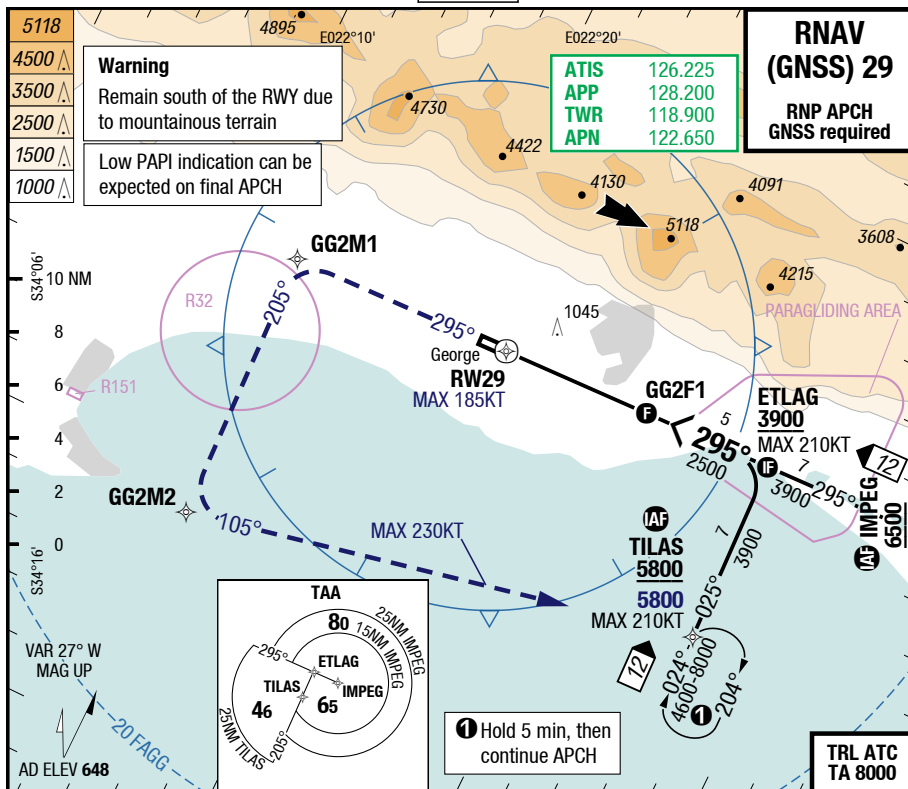 5118
4500
3500
2500
1500
1000
Warning
Remain south of the RWY due
to mountainous terrain
Low PAPI indication can be
expected on final APCH
4895
E022°10'
E022°20'
ATIS 126.225
APP 128.200
TWR 118.900
APN 122.650
RNAV
(GNSS) 29
RNP APCH
GNSS required
4730
4422
4130
5118
4091
3608
4215
PARAGLIDING AREA
S34°06'
10 NM
8
6
4
2
0
S34°16'
GG2M1
R32
205°
295°
1045
George
RW29
MAX 185KT
R151
GG2F1
F
5
295°
2500
ETLAG
3900
MAX 210KT
IF
7
3900
295°
12
IAF IMPEG
6500
GG2M2
105°
MAX 230KT
IAF
TILAS
5800
5800
MAX 210KT
7
3900
025°
12
024°
4600-8000
204°
1
TAA
80
25NM IMPEG
15NM IMPEG
295°
ETLAG
TILAS
IMPEG
46
65
205°
25NM TILAS
1 Hold 5 min, then
continue APCH
VAR 27° W
MAG UP
20 FAGG
AD ELEV 648
TRL ATC
TA 8000